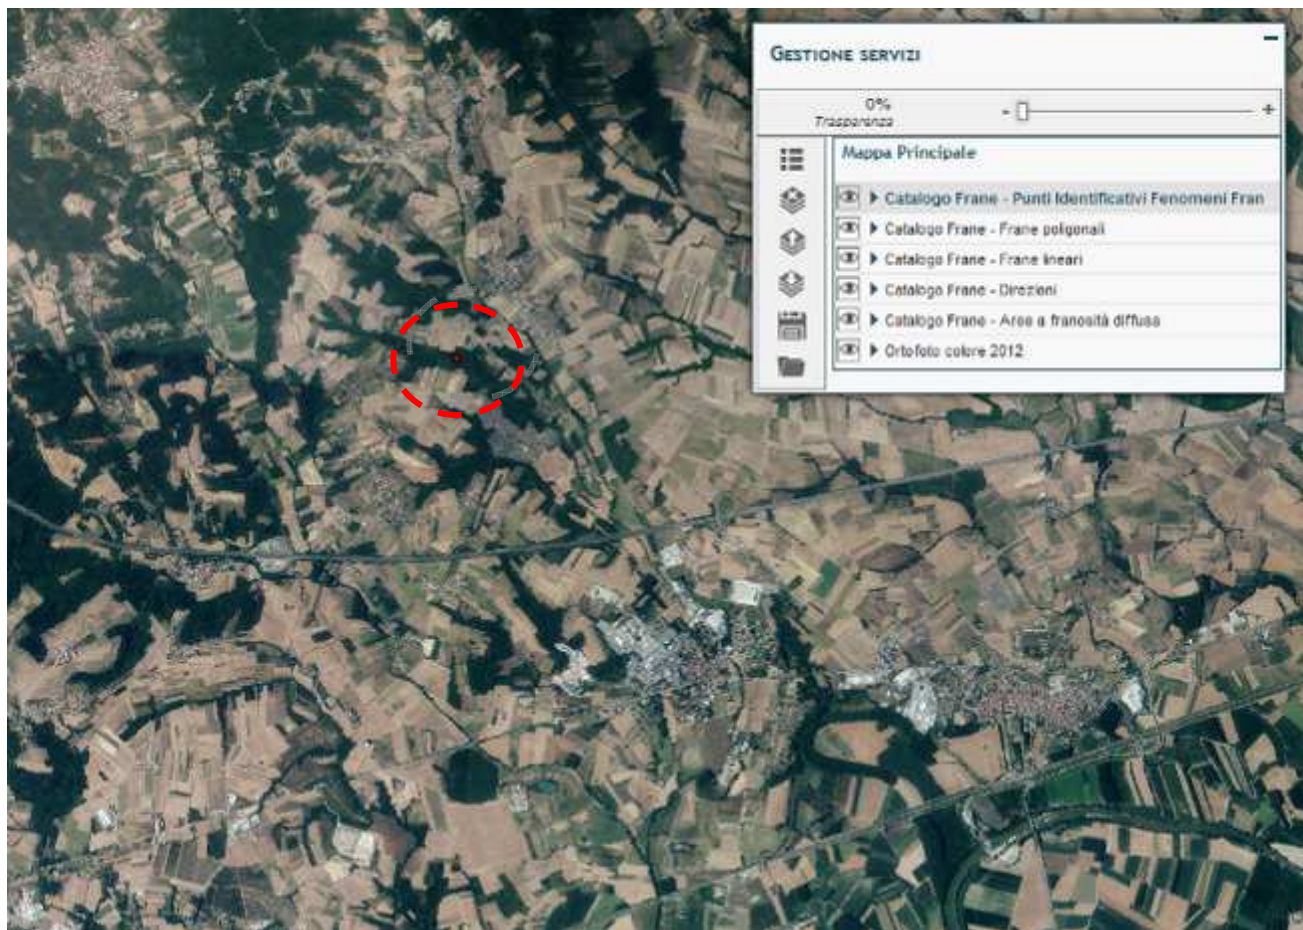 GESTIONE SERVIZI
0%
Trasparenza
- +
Mappa Principale
Catalogo Frane - Punti Identificativi Fenomeni Fran
Catalogo Frane - Frane poligonali
Catalogo Frane - Frane lineari
Catalogo Frane - Direzioni
Catalogo Frane - Aree a franosità diffusa
Ortofoto colore 2012